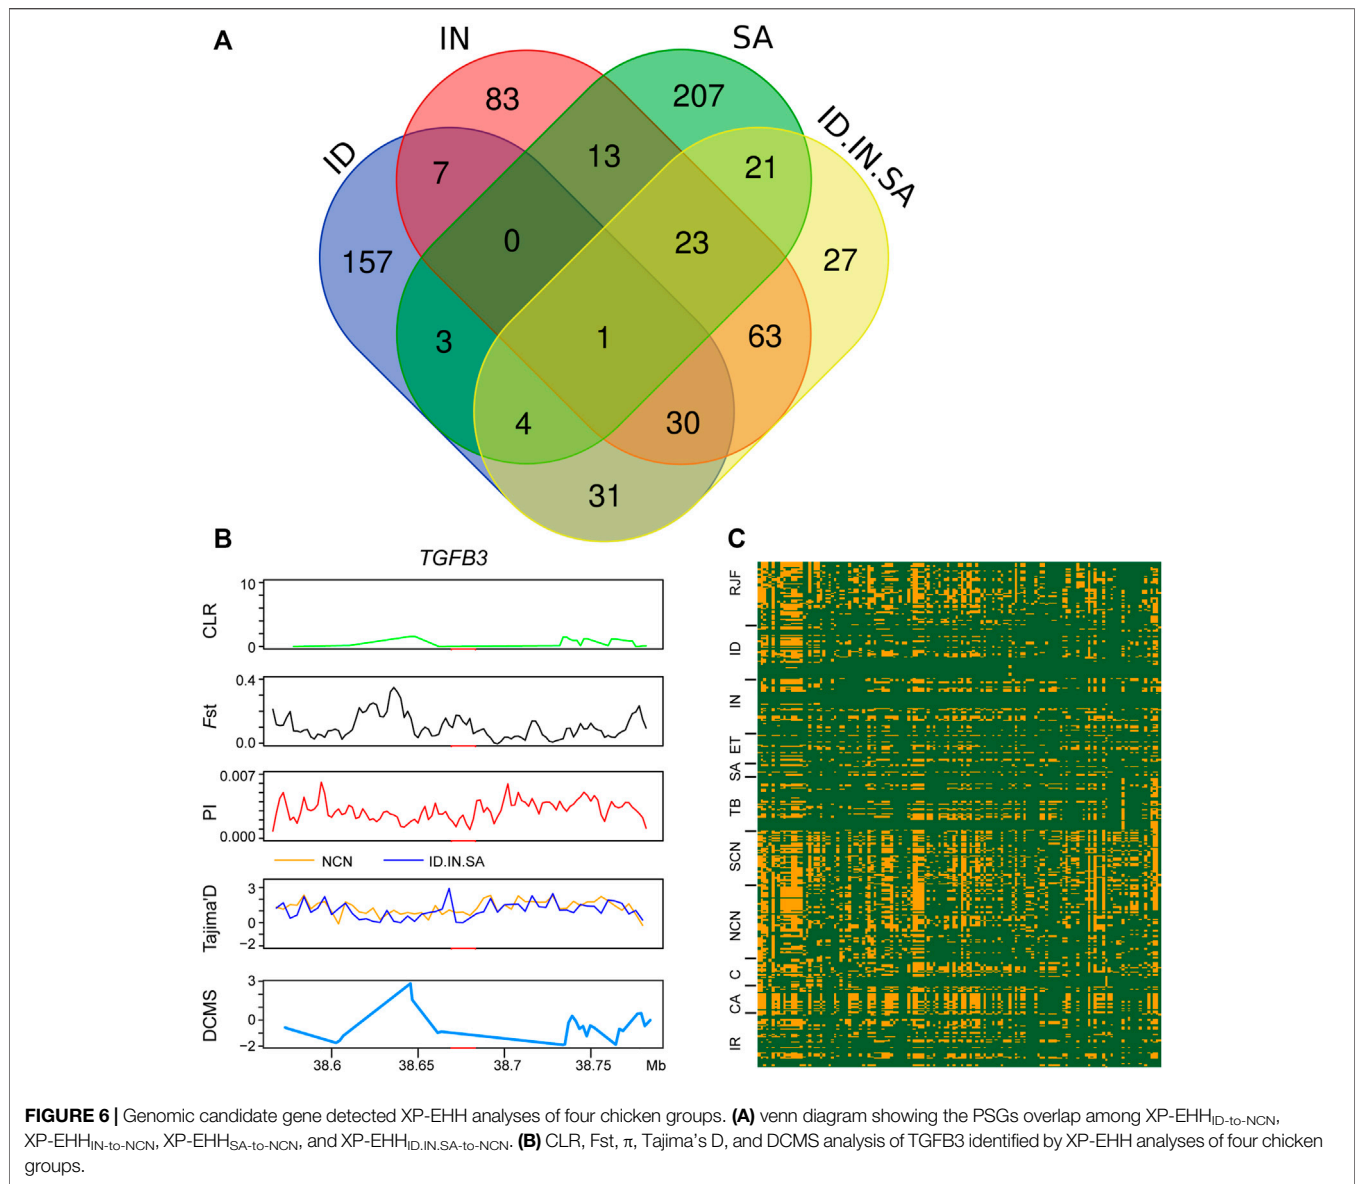 A
IN
SA
ID
ID.IN.SA
83
207
7
13
21
157
0
23
27
3
1
63
4
30
31
B
TGFB3
CLR
10
0
Fst
0.4
0.0
PI
0.007
0.000
NCN
ID.IN.SA
Tajima'D
3
0
−2
DCMS
3
0
−2
38.6
38.65
38.7
38.75
Mb
C
RJF
ID
IN
ET
SA
TB
SCN
NCN
C
CA
IR
FIGURE 6 | Genomic candidate gene detected XP-EHH analyses of four chicken groups. (A) venn diagram showing the PSGs overlap among XP-EHHID-to-NCN,
XP-EHHIN-to-NCN, XP-EHHSA-to-NCN, and XP-EHHID.IN.SA-to-NCN. (B) CLR, Fst, π, Tajima's D, and DCMS analysis of TGFB3 identified by XP-EHH analyses of four chicken
groups.